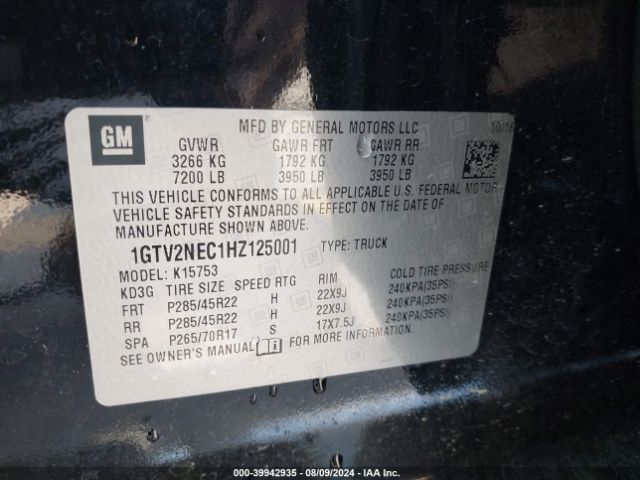 GM
MFD BY GENERAL MOTORS LLC 10/16
GVWR GAWR FRT GAWR RR
3266 KG 1792 KG 1792 KG
7200 LB 3950 LB 3950 LB
THIS VEHICLE CONFORMS TO ALL APPLICABLE U.S. FEDERAL MOTOR
VEHICLE SAFETY STANDARDS IN EFFECT ON THE DATE OF
MANUFACTURE SHOWN ABOVE.
1GTV2NEC1HZ125001 TYPE: TRUCK
MODEL: K15753
KD3G TIRE SIZE SPEED RTG RIM COLD TIRE PRESSURE
FRT P285/45R22 H 22X9J 240KPA(35PSI)
RR P285/45R22 H 22X9J 240KPA(35PSI)
SPA P265/70R17 S 17X7.5J 240KPA(35PSI)
SEE OWNER'S MANUAL FOR MORE INFORMATION.
000-39942935 - 08/09/2024 - IAA Inc.